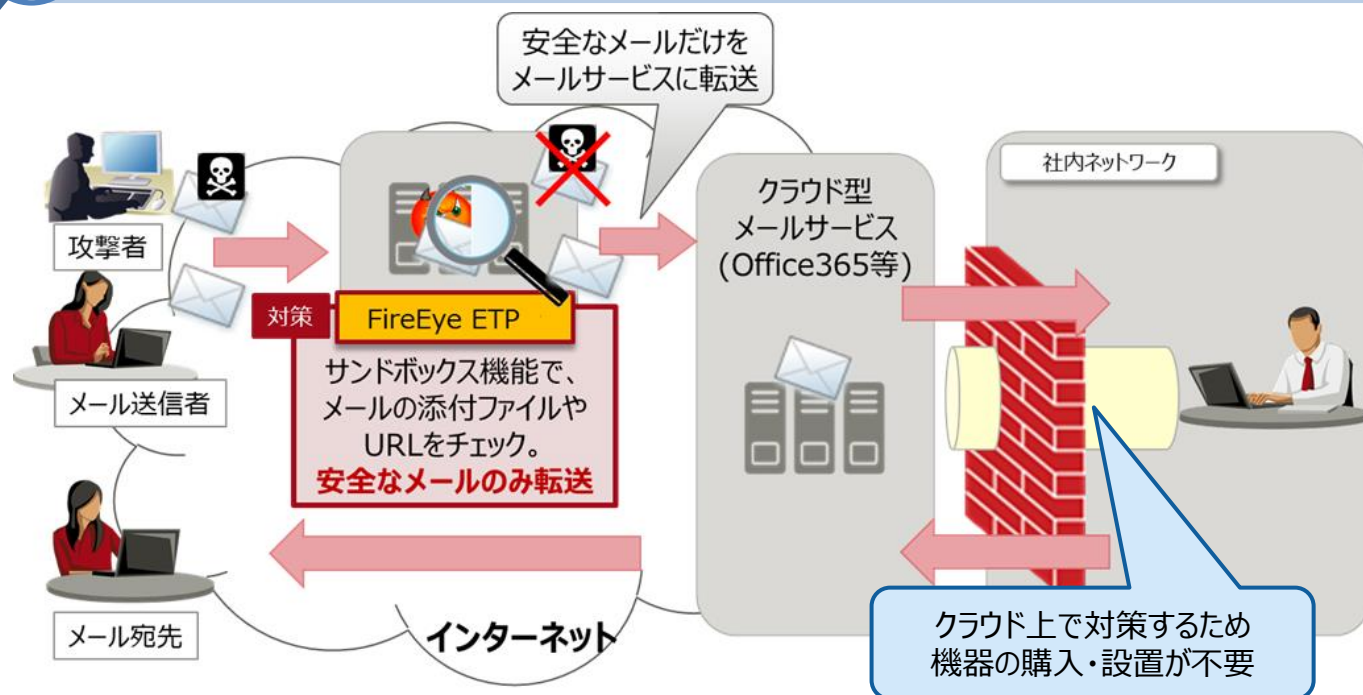 安全なメールだけを
メールサービスに転送
社内ネットワーク
攻撃者
クラウド型
メールサービス
(Office365等)
対策
FireEye ETP
サンドボックス機能で、
メールの添付ファイルや
URLをチェック。
安全なメールのみ転送
メール送信者
メール宛先
インターネット
クラウド上で対策するため
機器の購入・設置が不要